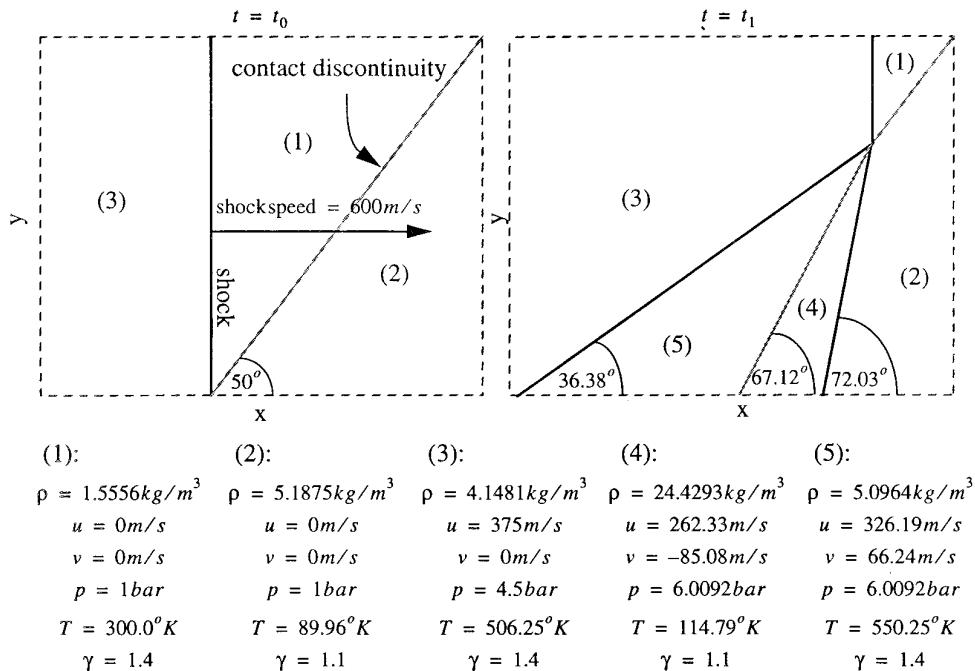 t = t₀
t = t₁
contact discontinuity
(1)
(1)
(3)
(3)
shockspeed = 600m/s
(2)
(2)
shock
(4)
(5)
50°
36.38°
67.12°
72.03°
y
y
x
x
(1): (2): (3): (4): (5):
ρ = 1.5556kg/m³ ρ = 5.1875kg/m³ ρ = 4.1481kg/m³ ρ = 24.4293kg/m³ ρ = 5.0964kg/m³
u = 0m/s u = 0m/s u = 375m/s u = 262.33m/s u = 326.19m/s
v = 0m/s v = 0m/s v = 0m/s v = −85.08m/s v = 66.24m/s
p = 1bar p = 1bar p = 4.5bar p = 6.0092bar p = 6.0092bar
T = 300.0°K T = 89.96°K T = 506.25°K T = 114.79°K T = 550.25°K
γ = 1.4 γ = 1.1 γ = 1.4 γ = 1.1 γ = 1.4